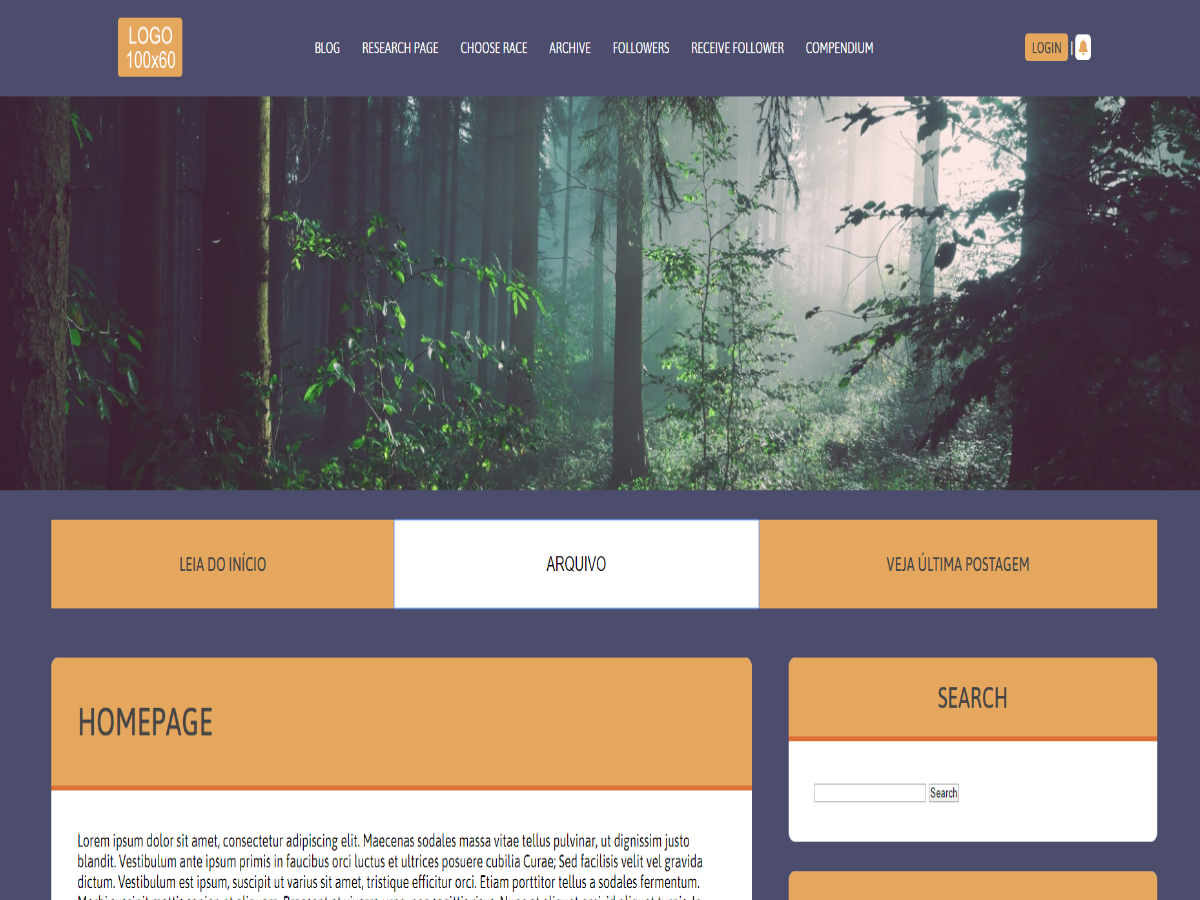 LOGO
100x60
BLOG RESEARCH PAGE CHOOSE RACE ARCHIVE FOLLOWERS RECEIVE FOLLOWER COMPENDIUM
LOGIN |
LEIA DO INÍCIO ARQUIVO VEJA ÚLTIMA POSTAGEM
HOMEPAGE
SEARCH
Search
Lorem ipsum dolor sit amet, consectetur adipiscing elit. Maecenas sodales massa vitae tellus pulvinar, ut dignissim justo
blandit. Vestibulum ante ipsum primis in faucibus orci luctus et ultrices posuere cubilia Curae; Sed facilisis velit vel gravida
dictum. Vestibulum est ipsum, suscipit ut varius sit amet, tristique efficitur orci. Etiam porttitor tellus a sodales fermentum.